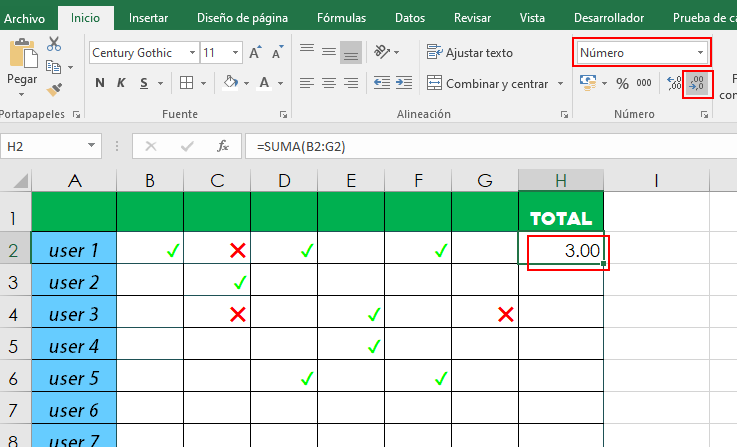 Archivo Inicio Insertar Diseño de página Fórmulas Datos Revisar Vista Desarrollador Prueba de ca
Century Gothic 11 A A Ajustar texto Número
Pegar N K S A Combinar y centrar % 000 ,00 ,00 ,0 F
con
Portapapeles Fuente Alineación Número
H2 fx =SUMA(B2:G2)
A B C D E F G H I
1 TOTAL
2 user 1 ✓ ✕ ✓ ✓ 3.00
3 user 2 ✓
4 user 3 ✕ ✓ ✕
5 user 4 ✓
6 user 5 ✓ ✓
7 user 6
8 user 7